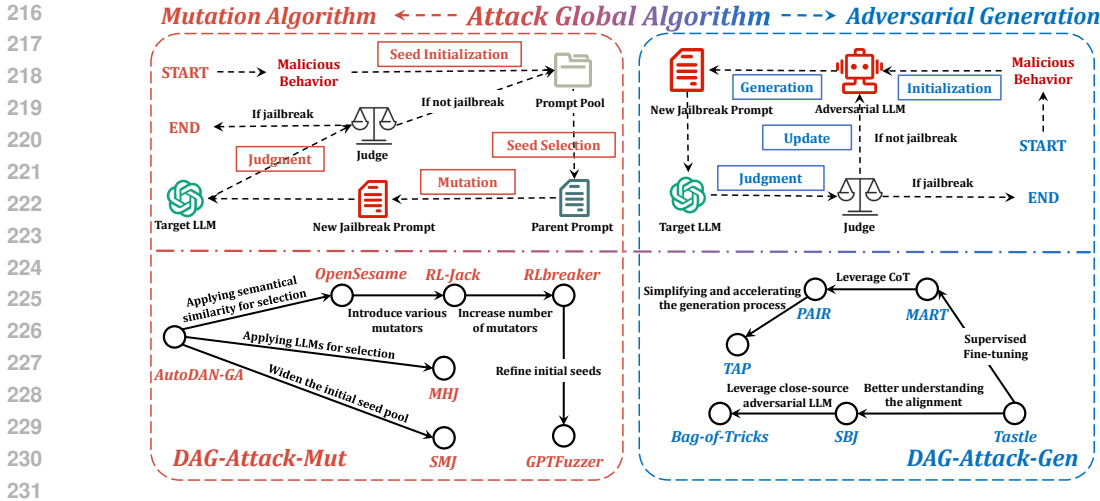 216
217
218
219
220
221
222
223
224
225
226
227
228
229
230
231
Mutation Algorithm
Attack Global Algorithm
Adversarial Generation
START
Malicious
Behavior
Seed Initialization
Prompt Pool
If not jailbreak
If jailbreak
END
Judge
Judgment
Seed Selection
Mutation
Target LLM
New Jailbreak Prompt
Parent Prompt
New Jailbreak Prompt
Generation
Adversarial LLM
Initialization
Malicious
Behavior
Update
If not jailbreak
START
Judgment
If jailbreak
END
Target LLM
Judge
OpenSesame
RL-Jack
RLbreaker
Applying semantical
similarity for selection
Introduce various
mutators
Increase number
of mutators
Applying LLMs for selection
AutoDAN-GA
Refine initial seeds
Widen the initial seed pool
MHJ
SMJ
GPTFuzzer
DAG-Attack-Mut
Leverage CoT
Simplifying and accelerating
the generation process
PAIR
MART
TAP
Supervised
Fine-tuning
Leverage close-source
adversarial LLM
Better understanding
the alignment
Bag-of-Tricks
SBJ
Tastle
DAG-Attack-Gen